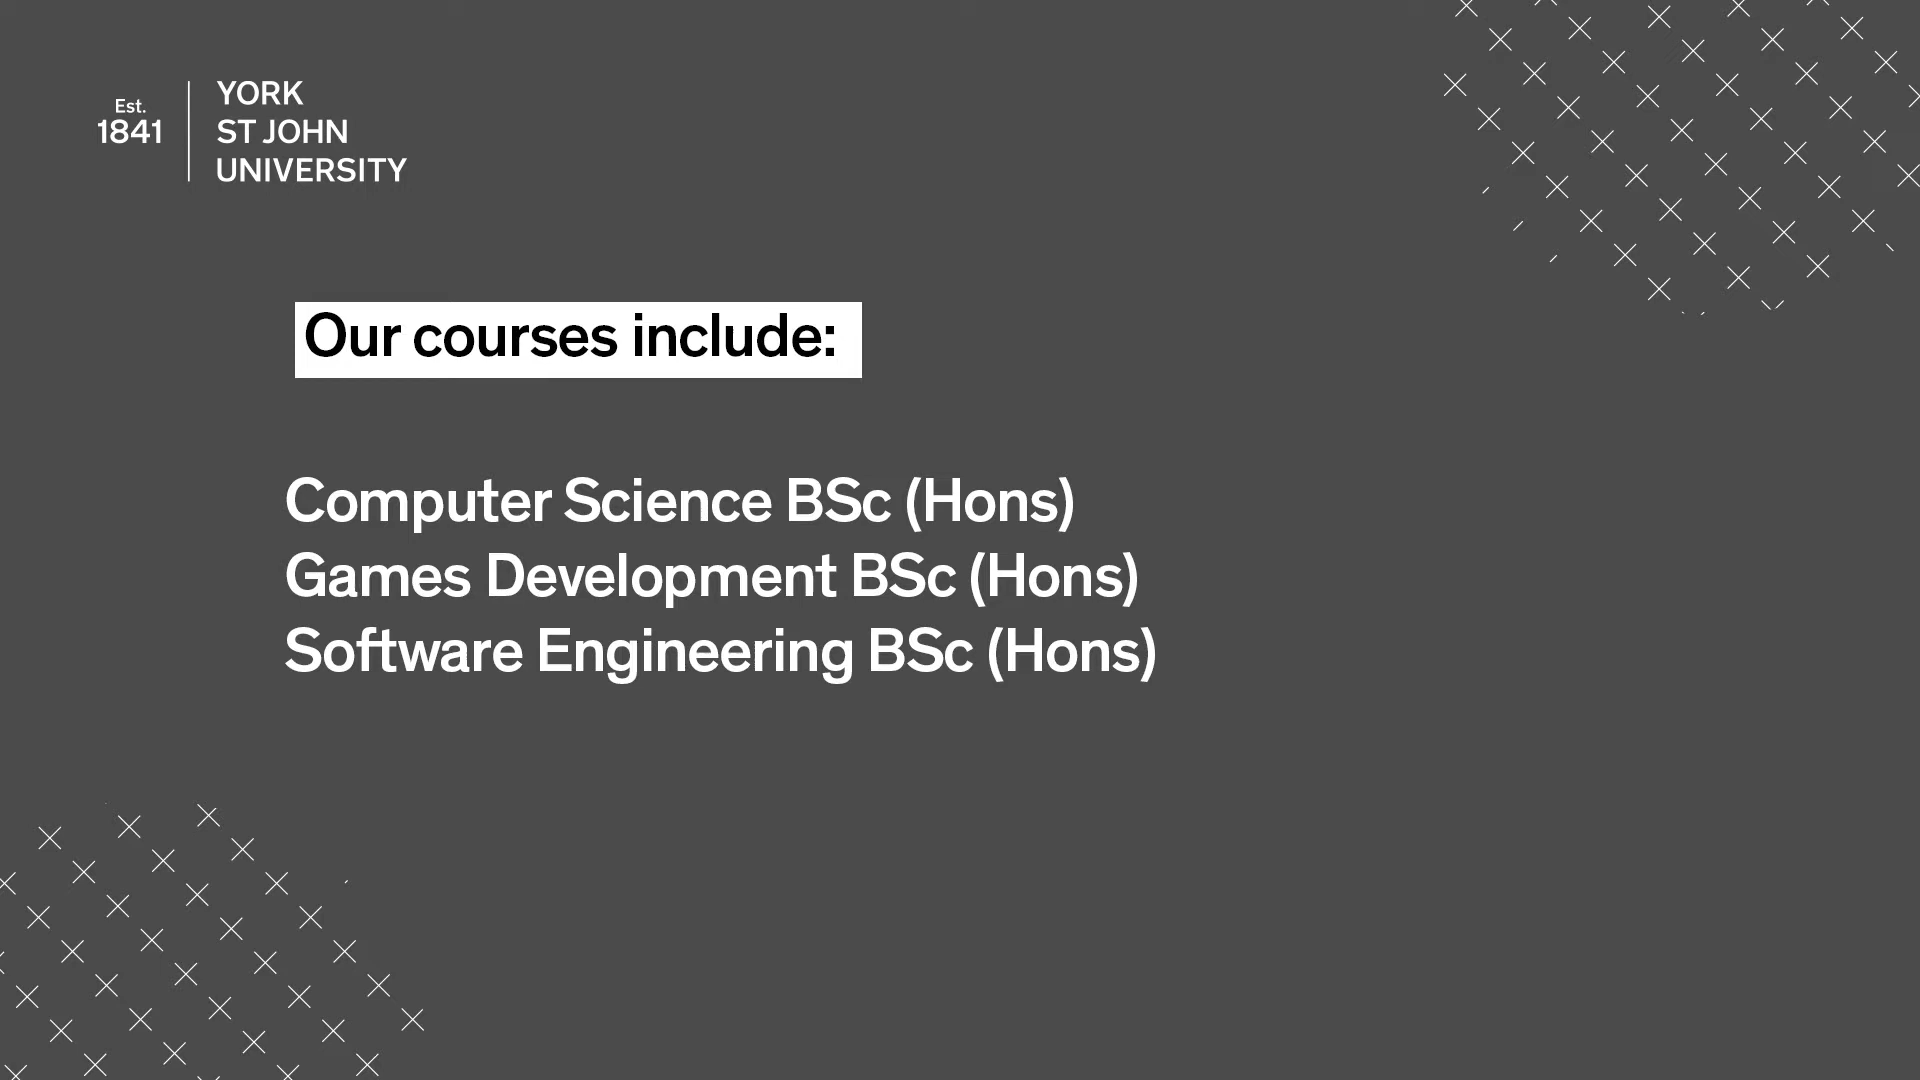 Est.
1841
YORK
ST JOHN
UNIVERSITY
Our courses include:
Computer Science BSc (Hons)
Games Development BSc (Hons)
Software Engineering BSc (Hons)